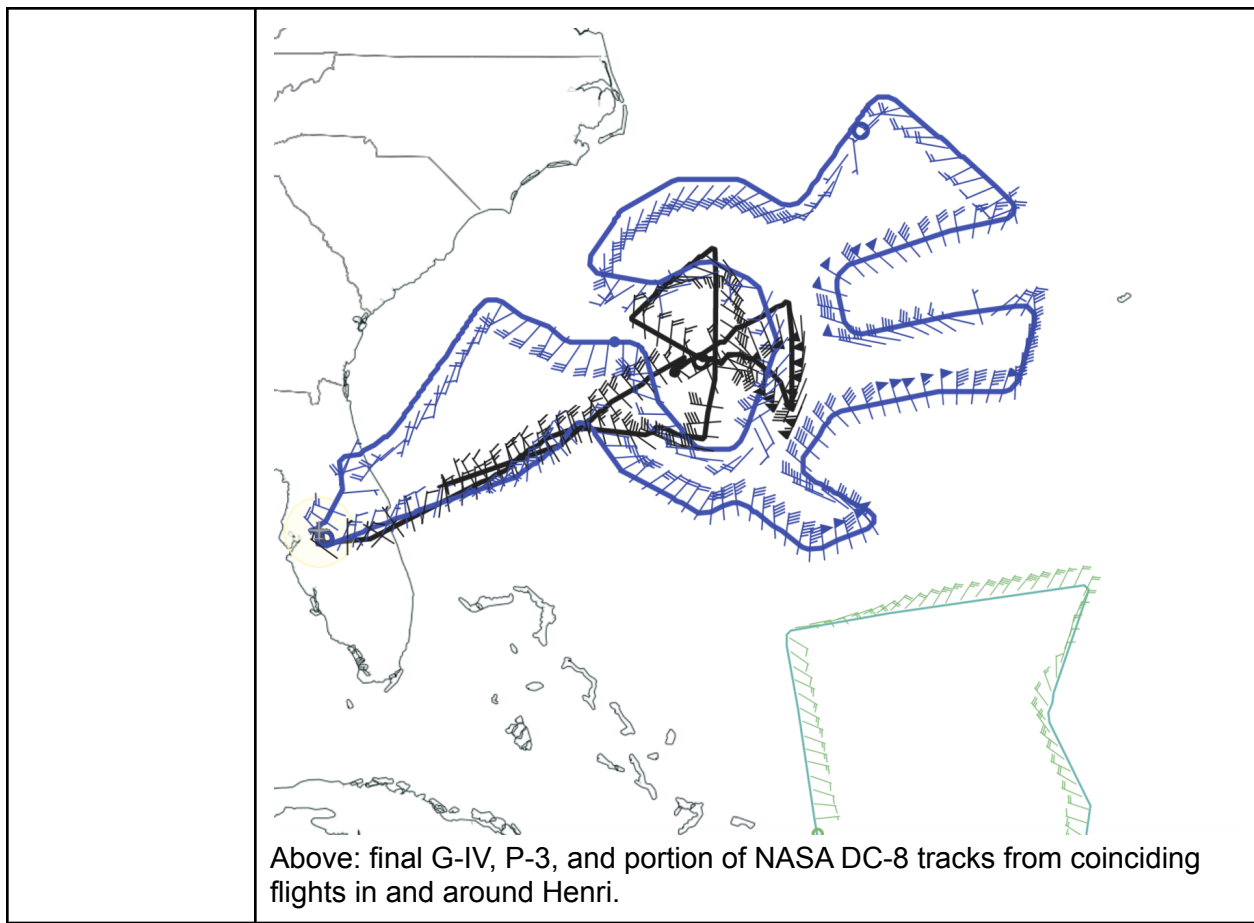 Above: final G-IV, P-3, and portion of NASA DC-8 tracks from coinciding
flights in and around Henri.